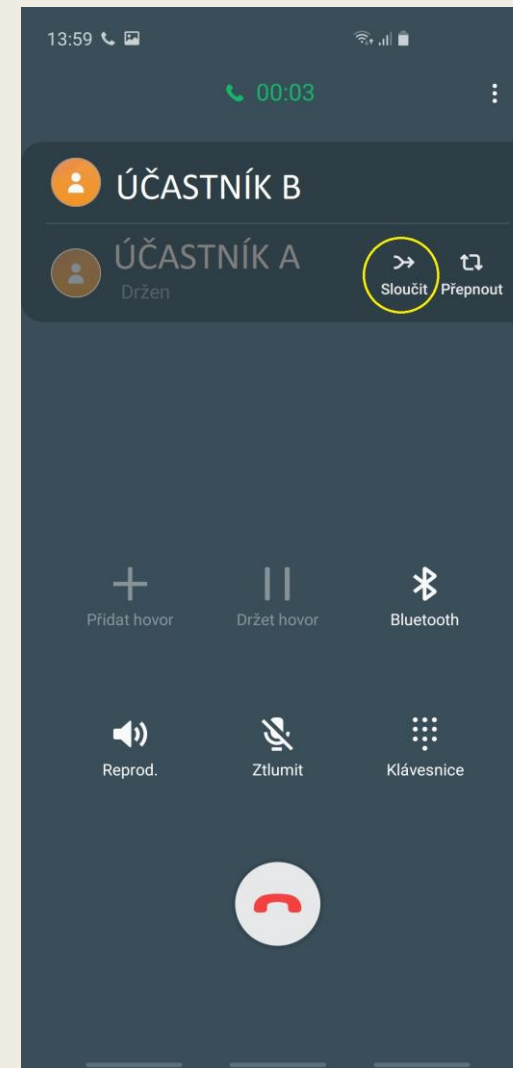 13:59
00:03
ÚČASTNÍK B
ÚČASTNÍK A
Držen
Sloučit Přepnout
Přidat hovor Držet hovor Bluetooth
Reprod. Ztlumit Klávesnice